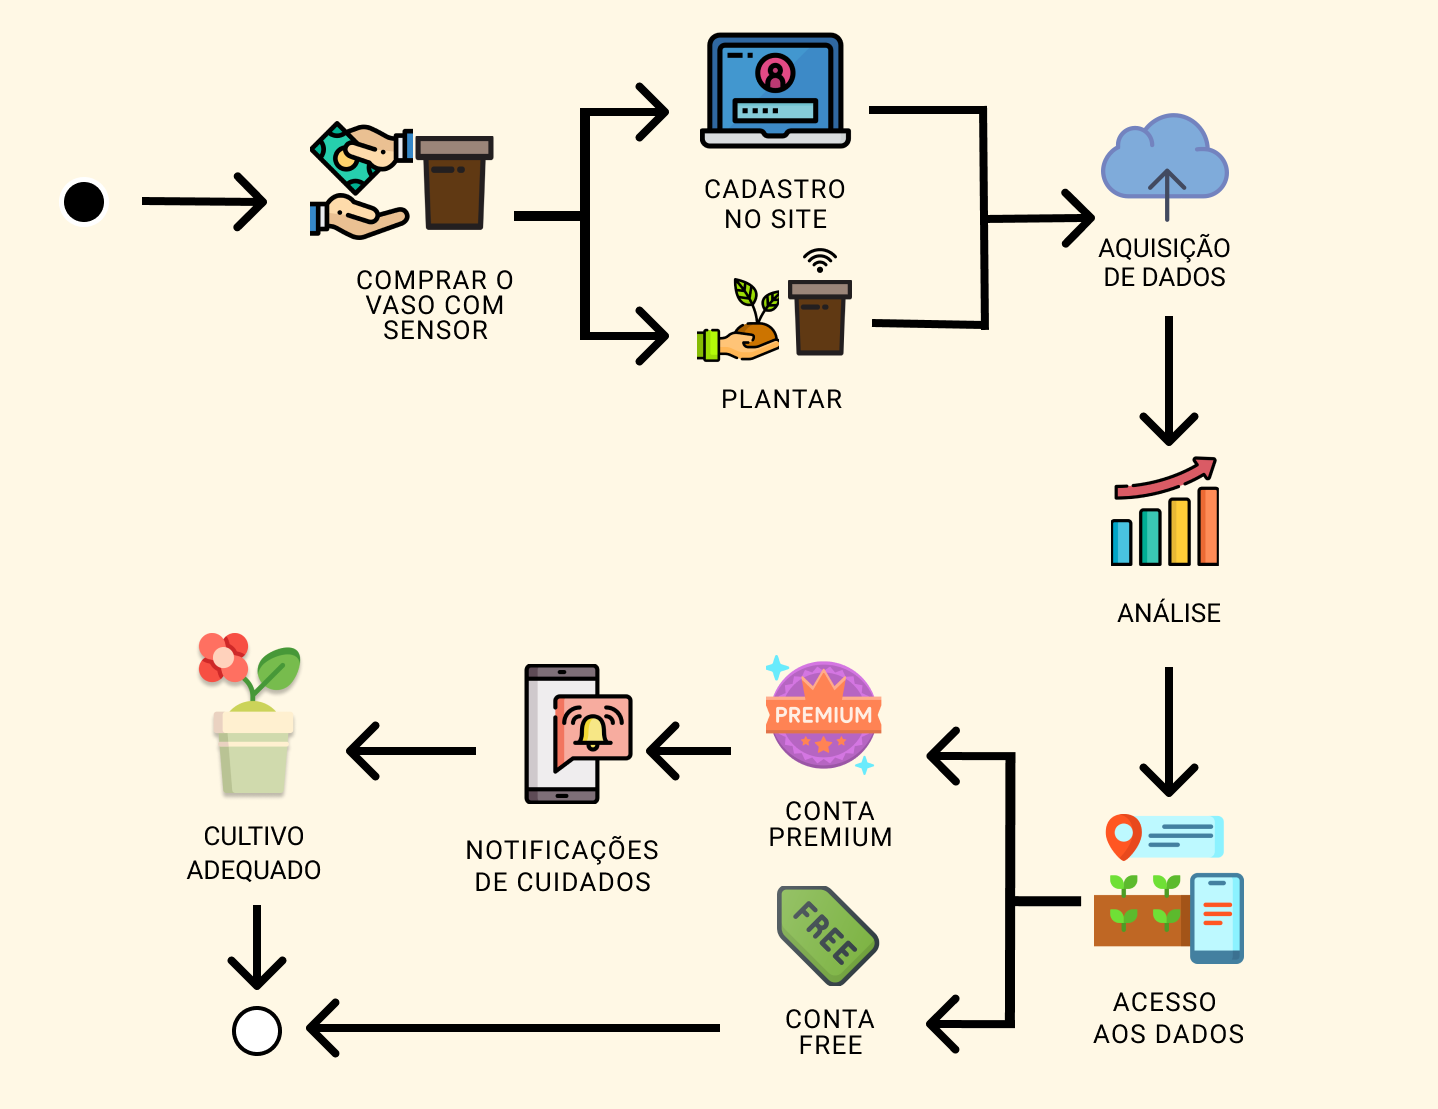 COMPRAR O
VASO COM
SENSOR
CADASTRO
NO SITE
PLANTAR
AQUISIÇÃO
DE DADOS
ANÁLISE
ACESSO
AOS DADOS
PREMIUM
CONTA
PREMIUM
FREE
CONTA
FREE
NOTIFICAÇÕES
DE CUIDADOS
CULTIVO
ADEQUADO